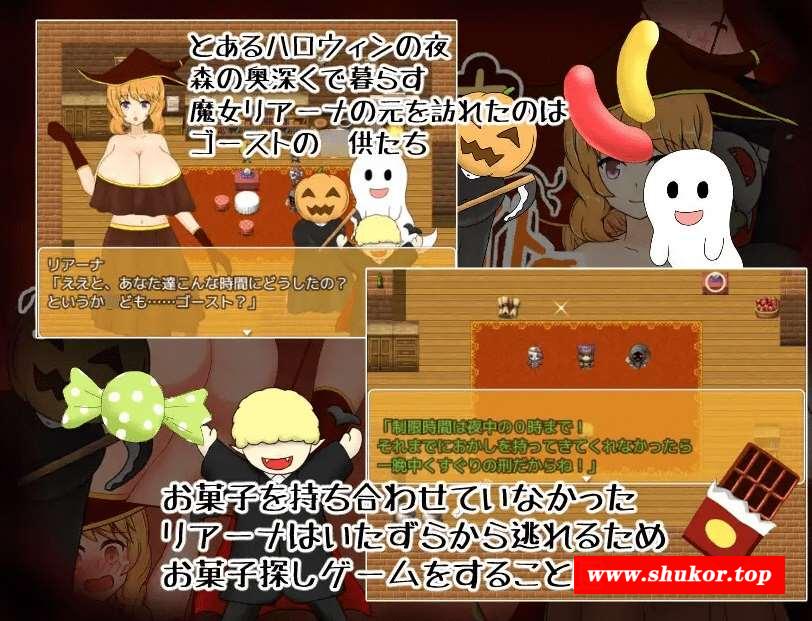 とあるハロウィンの夜
森の奥深くで暮らす
魔女リアーナの元を訪れたのは
ゴーストの 供たち
リアーナ
「ええと、あなた達こんな時間にどうしたの?
というか ども……ゴースト?」
「制限時間は夜中の0時まで!
それまでにおかしを持ってきてくれなかったら
一晩中くすぐりの刑だからね!」
お菓子を持ち合わせていなかった
リアーナはいたずらから逃れるため
お菓子探しゲームをすること
www.shukor.top